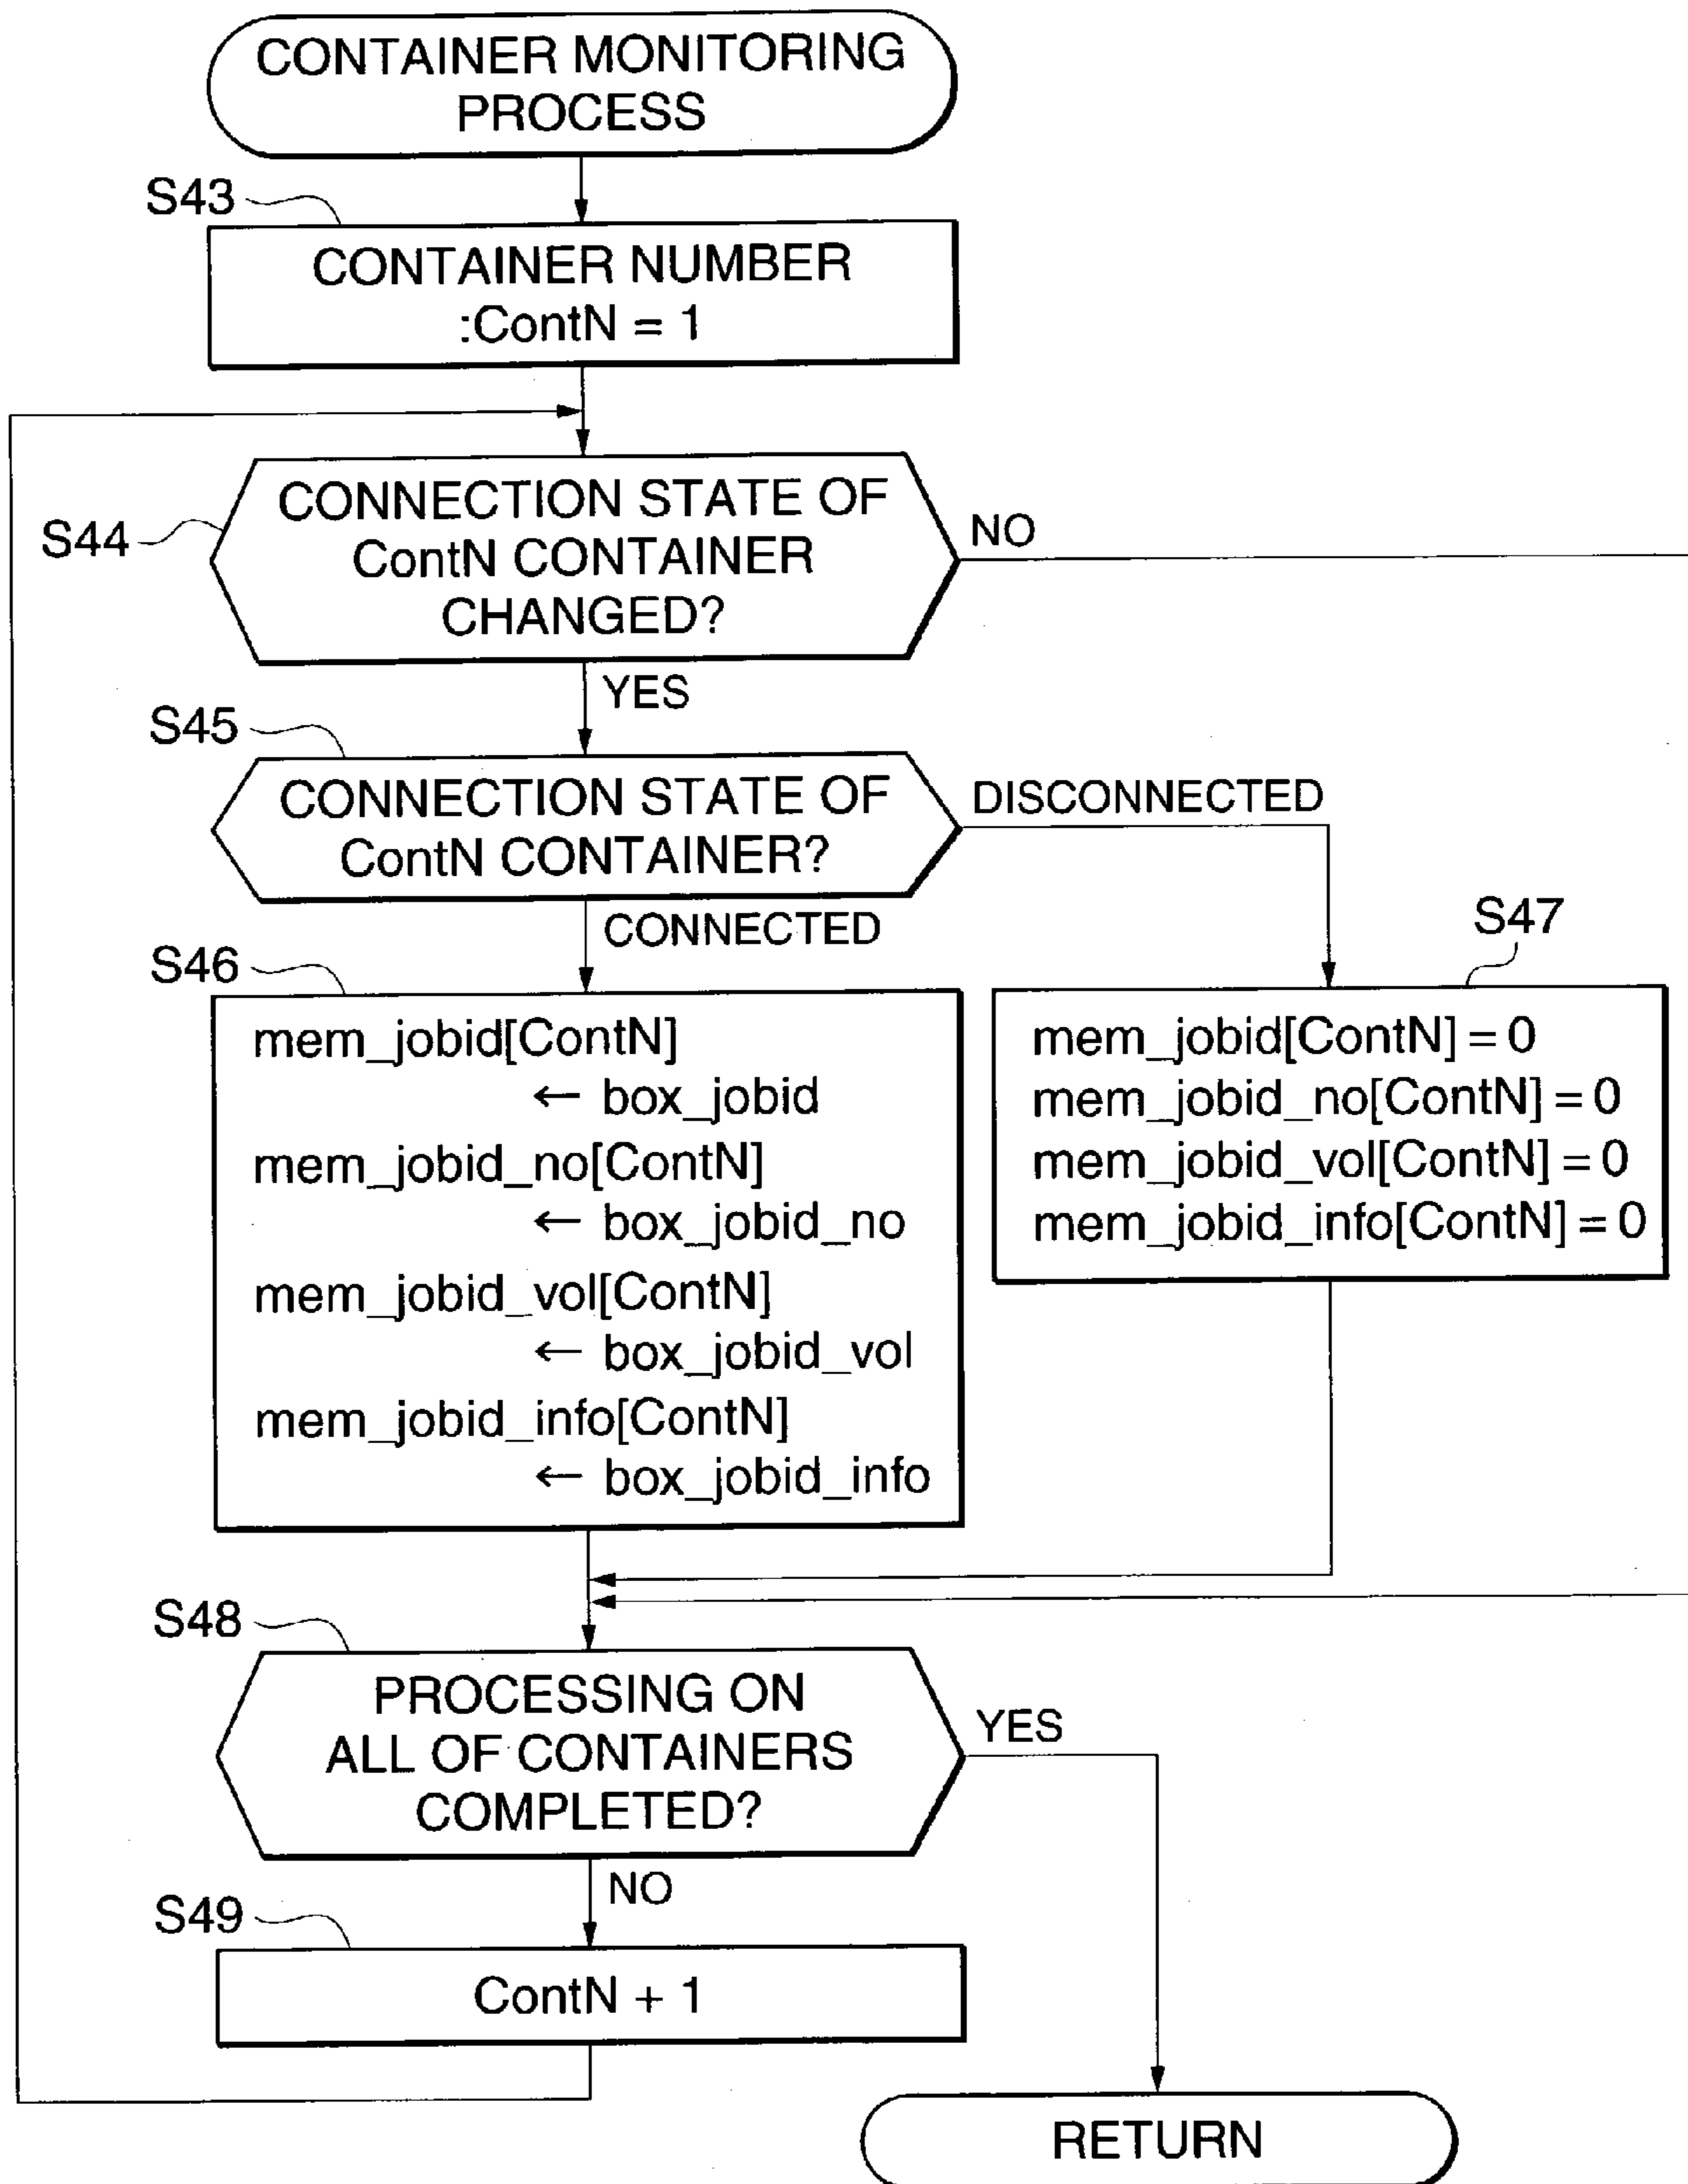 CONTAINER MONITORING
PROCESS
S43
CONTAINER NUMBER
:ContN = 1
S44
CONNECTION STATE OF
ContN CONTAINER
CHANGED?
NO
YES
S45
CONNECTION STATE OF
ContN CONTAINER?
DISCONNECTED
CONNECTED
S46
mem_jobid[ContN]
← box_jobid
mem_jobid_no[ContN]
← box_jobid_no
mem_jobid_vol[ContN]
← box_jobid_vol
mem_jobid_info[ContN]
← box_jobid_info
S47
mem_jobid[ContN] = 0
mem_jobid_no[ContN] = 0
mem_jobid_vol[ContN] = 0
mem_jobid_info[ContN] = 0
S48
PROCESSING ON
ALL OF CONTAINERS
COMPLETED?
YES
NO
S49
ContN + 1
RETURN